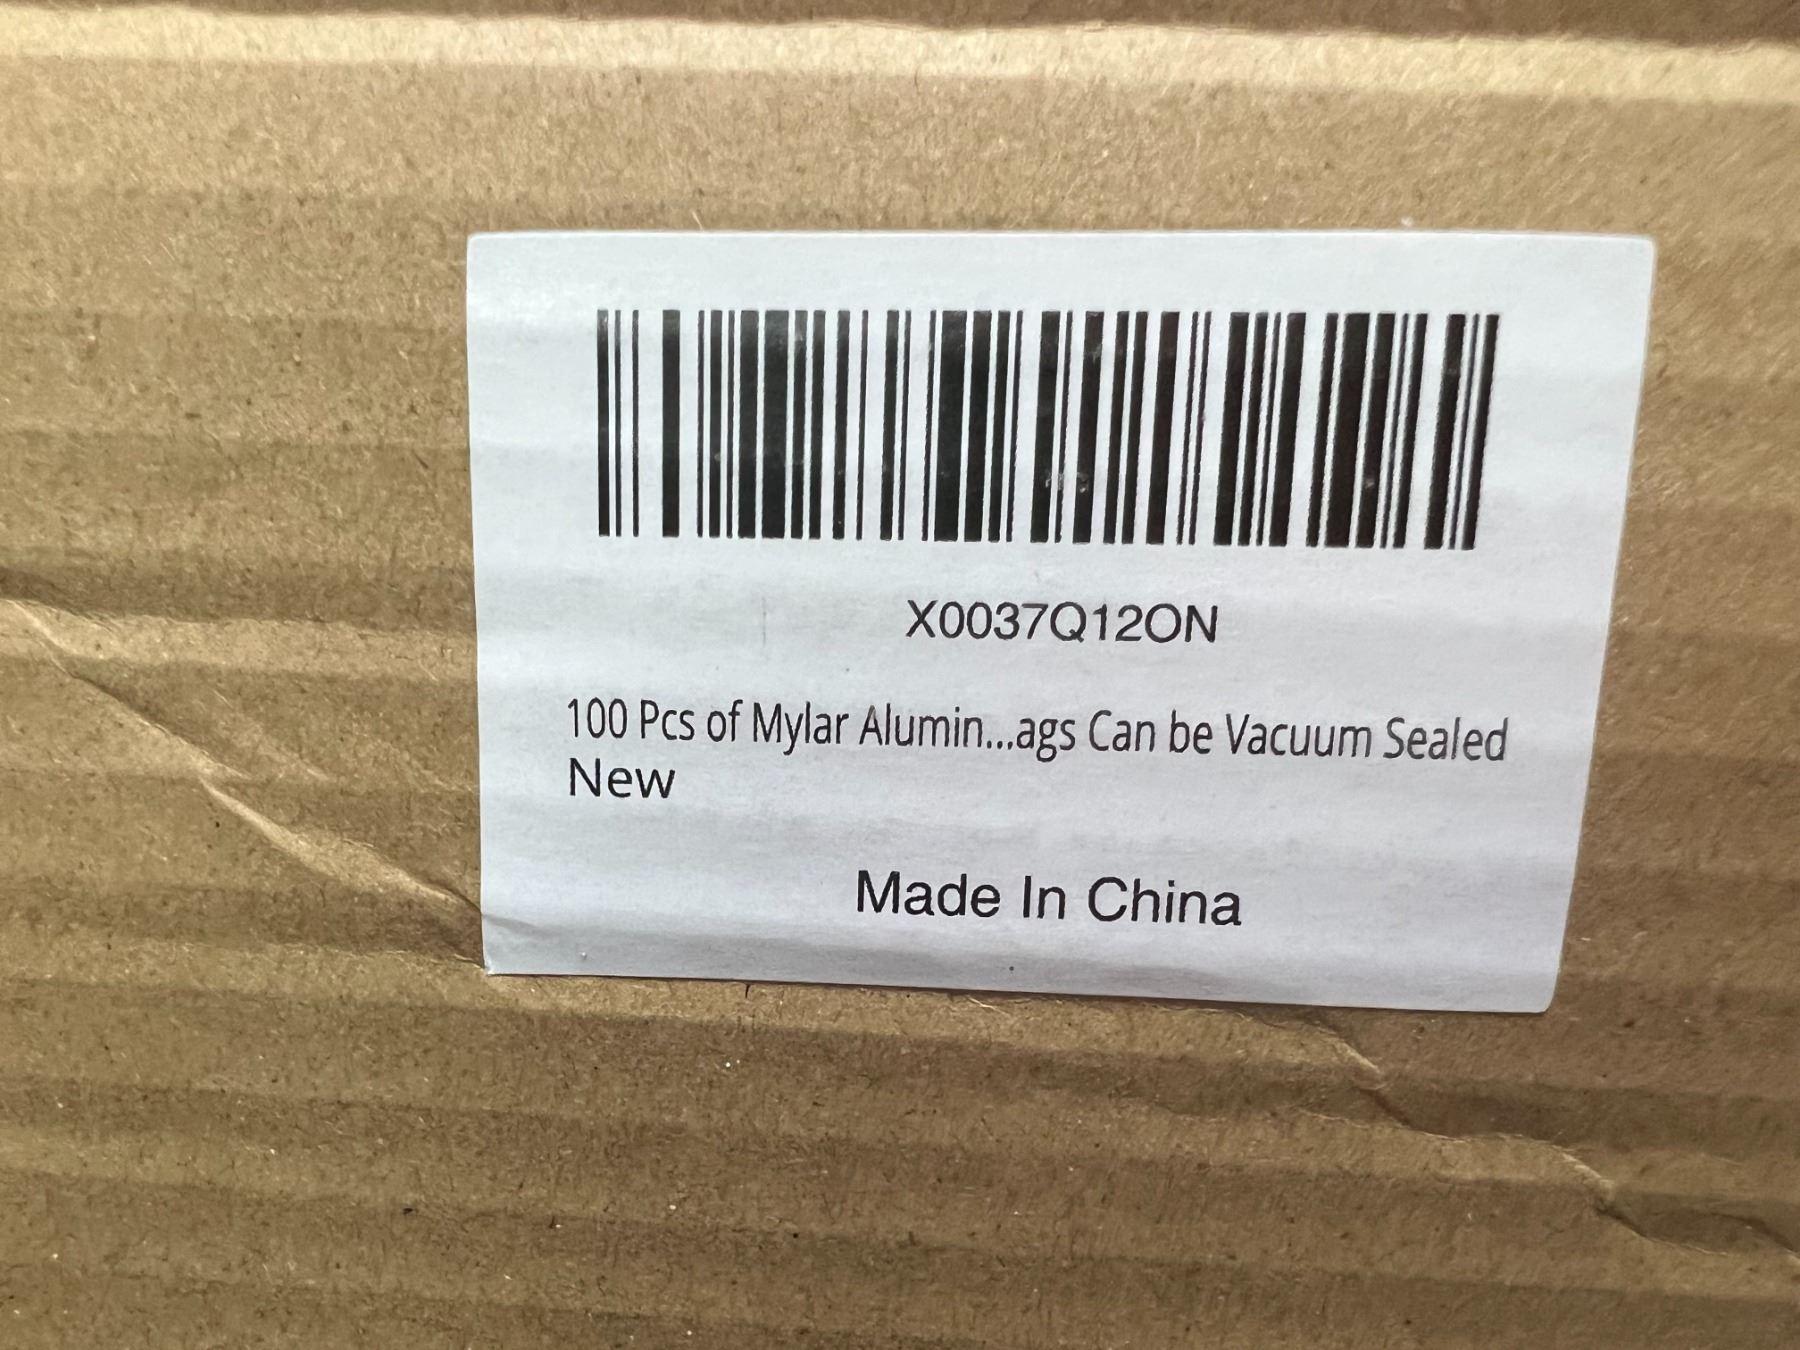 X0037Q12ON
100 Pcs of Mylar Alumin...ags Can be Vacuum Sealed
New
Made In China